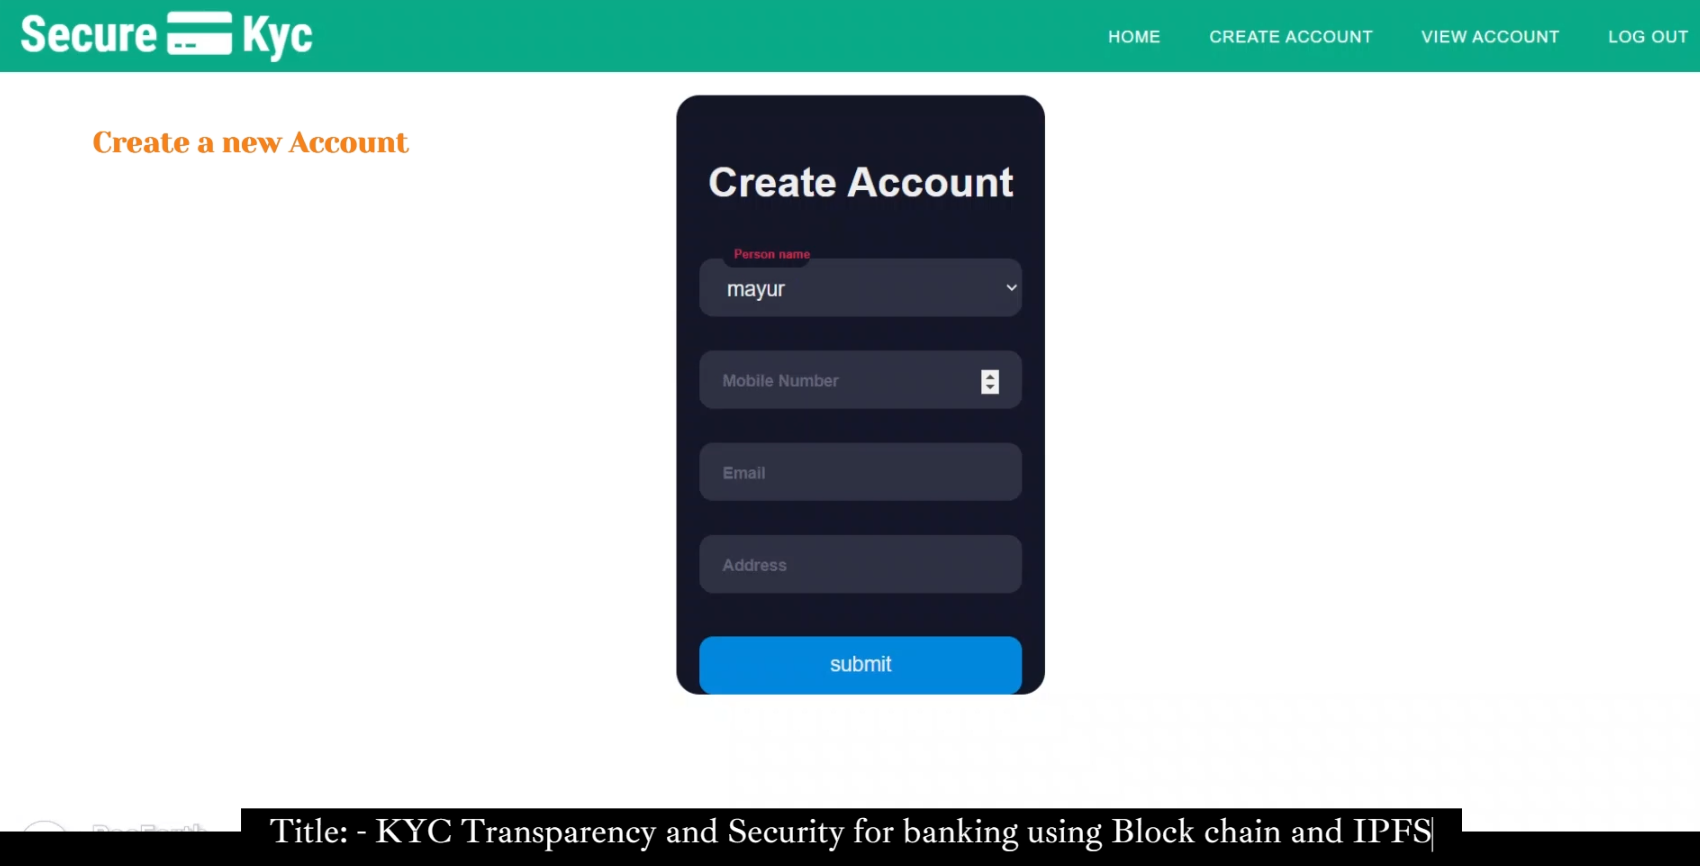 Secure Kyc
HOME CREATE ACCOUNT VIEW ACCOUNT LOG OUT
Create a new Account
Create Account
Person name
mayur
Mobile Number
Email
Address
submit
Title: - KYC Transparency and Security for banking using Block chain and IPFS